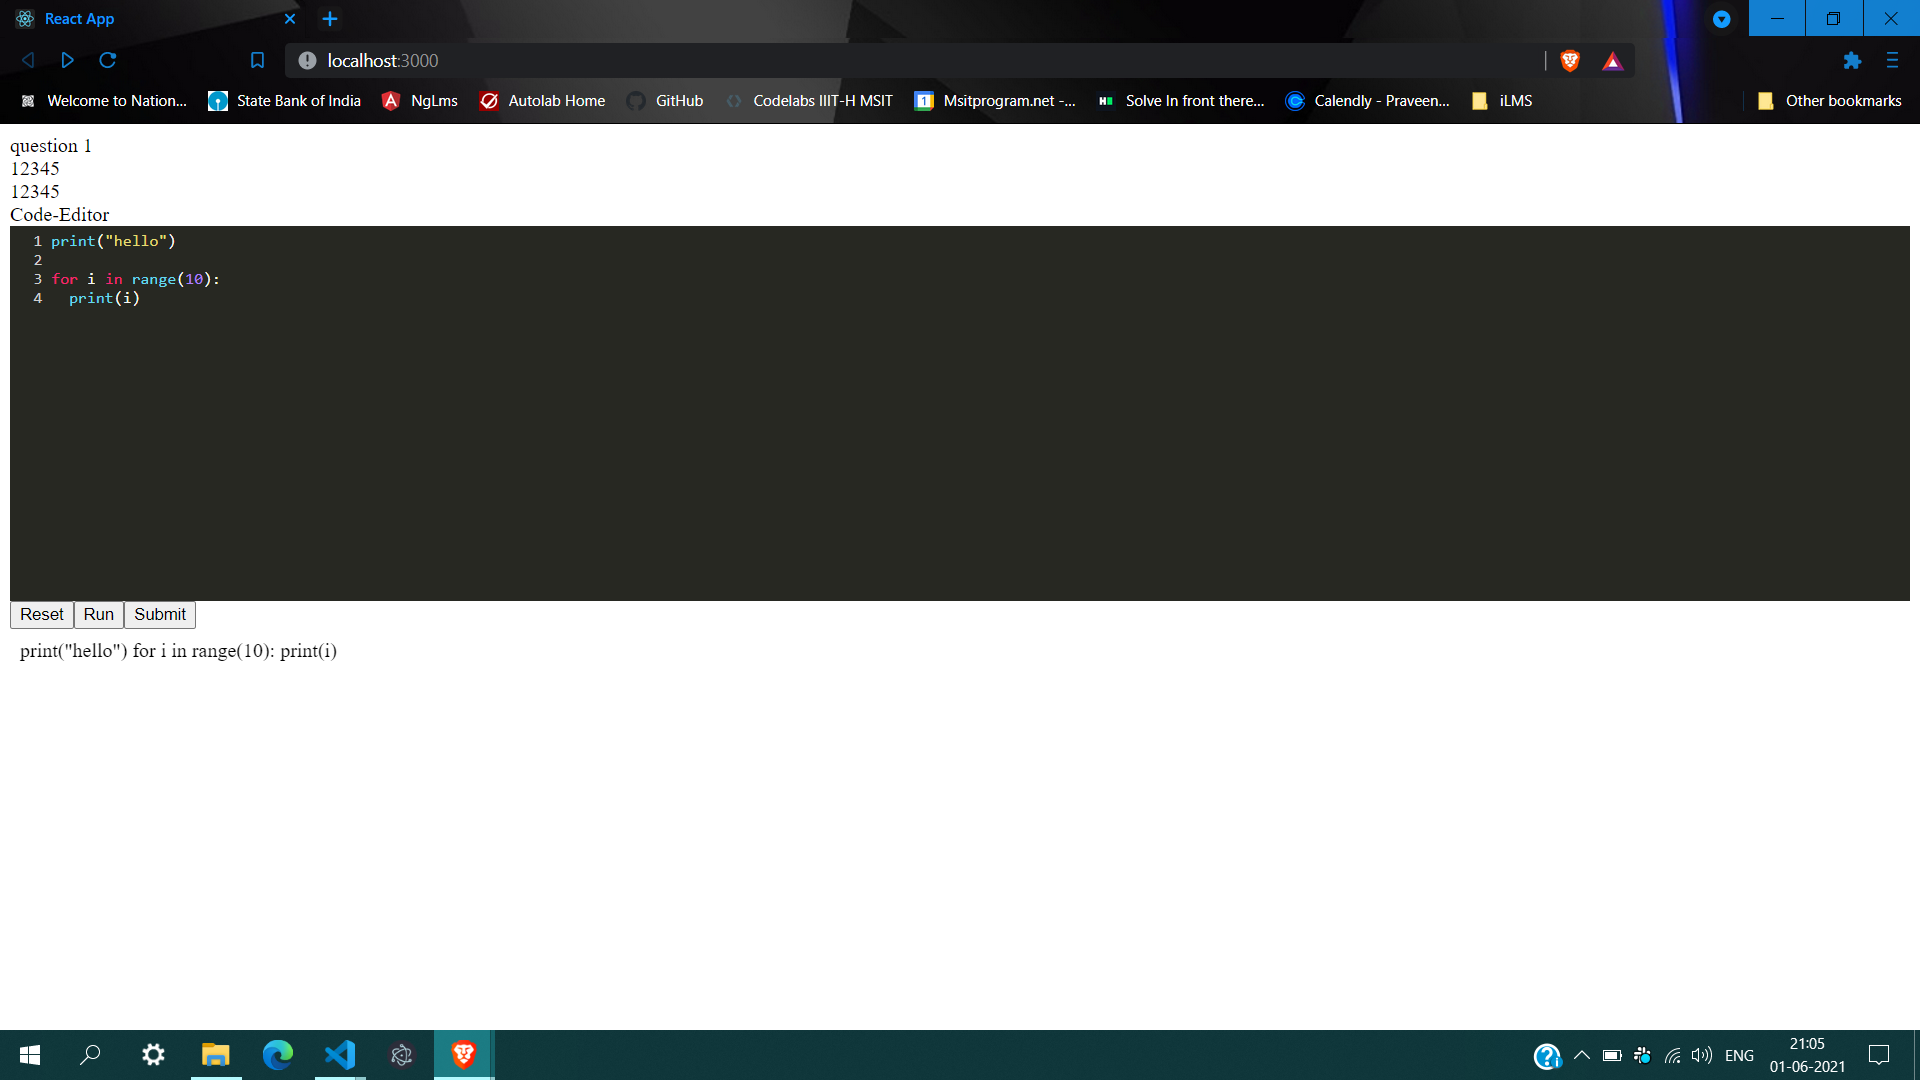 React App
localhost:3000
Welcome to Nation... State Bank of India NgLms Autolab Home GitHub Codelabs IIIT-H MSIT 1 Msitprogram.net -... Solve In front there... Calendly - Praveen... iLMS Other bookmarks
question 1
12345
12345
Code-Editor
1 print("hello")
2
3 for i in range(10):
4 print(i)
Reset Run Submit
print("hello") for i in range(10): print(i)
ENG 21:05
01-06-2021